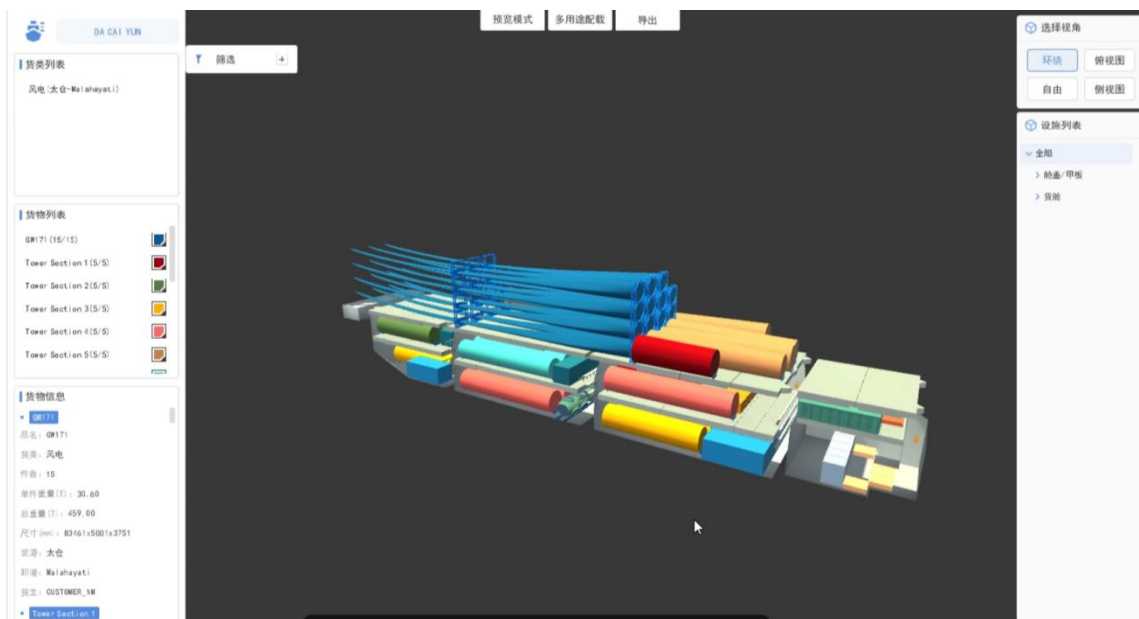 DA CAI YUN
货类列表
风电(太仓-Malahayati)
货物列表
GW171(15/15)
Tower Section 1(5/5)
Tower Section 2(5/5)
Tower Section 3(5/5)
Tower Section 4(5/5)
Tower Section 5(5/5)
货物信息
GW171
品名: GW171
货类: 风电
件数: 15
单件重量(T): 30.60
总重量(T): 459.00
尺寸(mm): 83461x5001x3751
装港: 太仓
卸港: Malahayati
货主: CUSTOMER_NM
Tower Section 1
筛选
预览模式
多用途配载
导出
选择视角
环绕
俯视图
自由
侧视图
设施列表
全船
舱盖/甲板
货舱